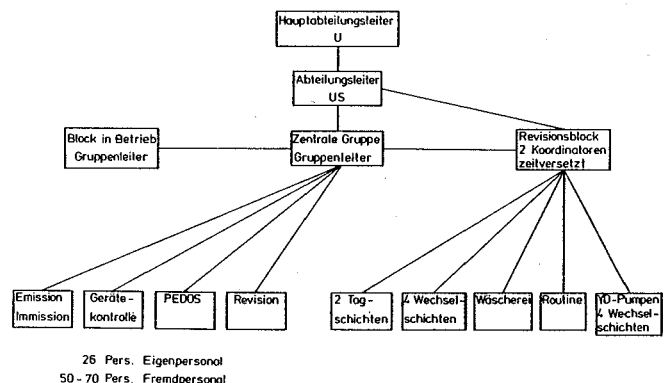 Hauptabteilungsleiter
U
Abteilungsleiter
US
Block in Betrieb
Gruppenleiter
Zentrale Gruppe
Gruppenleiter
Revisionsblock
2 Koordinatoren
zeitversetzt
Emission
Immission
Geräte-
kontrolle
PEDOS
Revision
2 Tag-
schichten
4 Wechsel-
schichten
Wäscherei
Routine
YD-Pumpen
4 Wechsel-
schichten
26 Pers. Eigenpersonal
50-70 Pers. Fremdpersonal